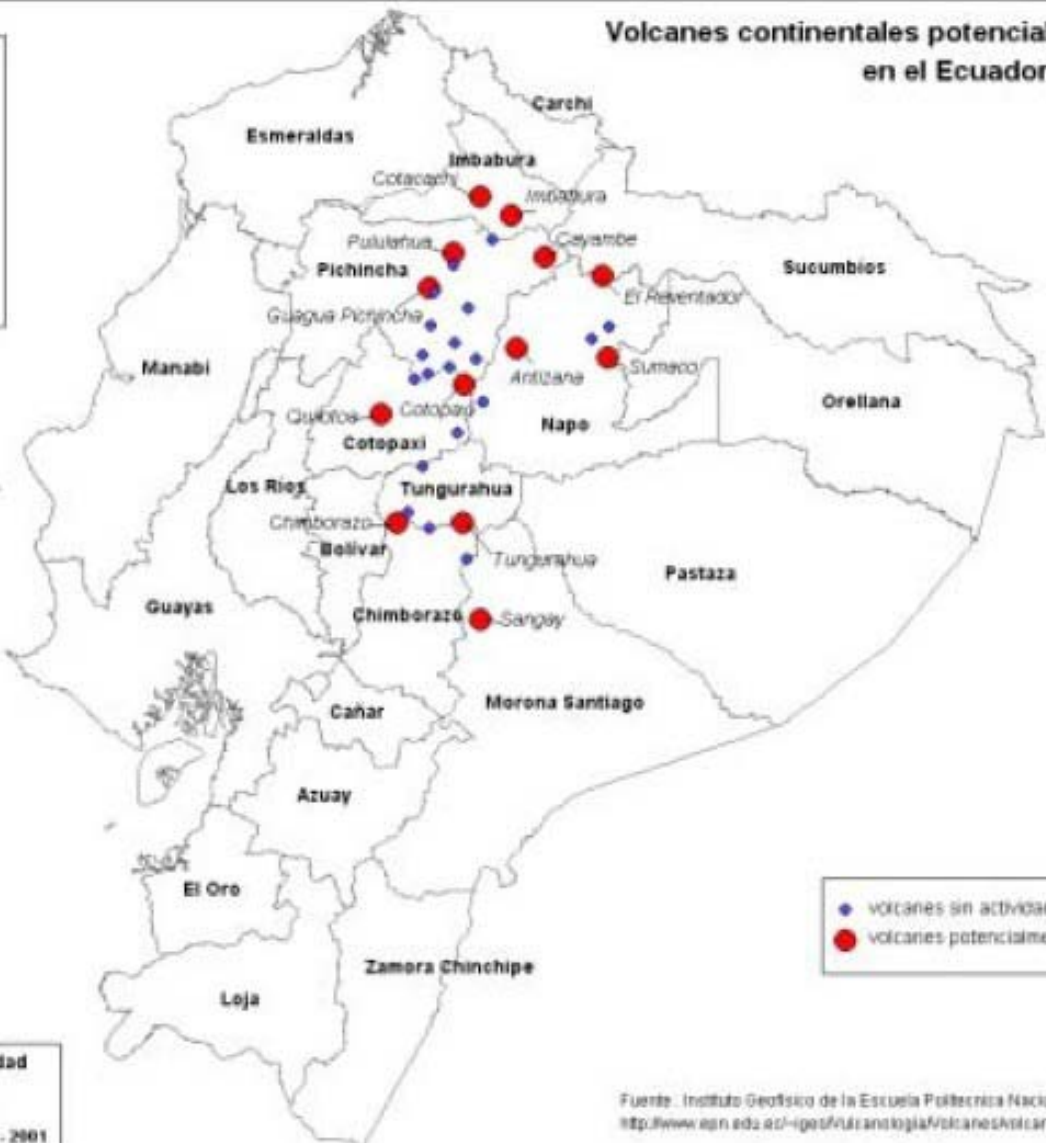 Volcanes continentales potencial
en el Ecuador
Carchi
Esmeraldas
Imbabura
Cotacachi
Imbabura
Pululahua
Cayambe
Pichincha
Sucumbios
El Reventador
Guagua Pichincha
Manabi
Antizana
Sumaco
Orellana
Quilotoa
Cotopaxi
Napo
Cotopaxi
Los Rios
Tungurahua
Chimborazo
Bolivar
Tungurahua
Pastaza
Guayas
Chimborazo
Sangay
Morona Santiago
Cañar
Azuay
El Oro
volcanes sin activida
volcanes potencialme
Zamora Chinchipe
Loja
dad
- 2001
Fuente : Instituto Geofisico de la Escuela Politecnica Nacio